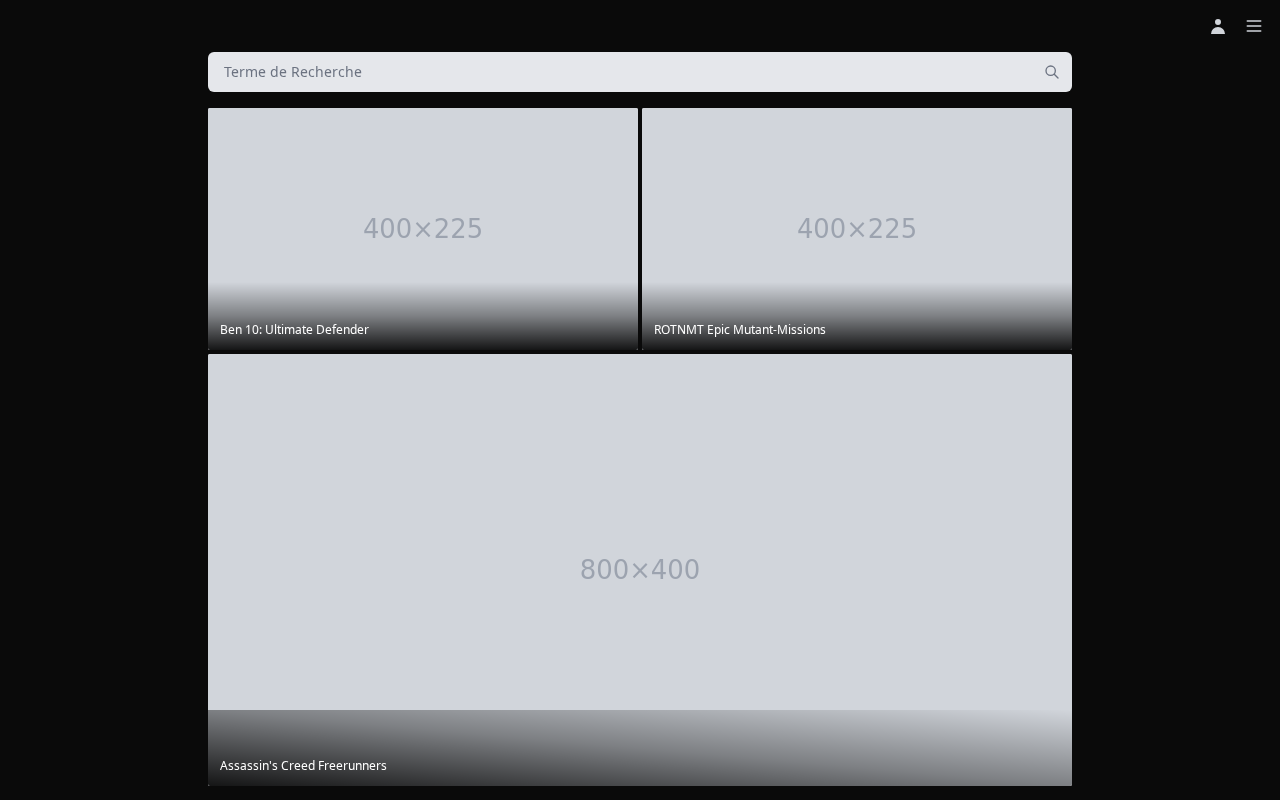 Terme de Recherche
400×225
400×225
Ben 10: Ultimate Defender
ROTNMT Epic Mutant-Missions
800×400
Assassin's Creed Freerunners